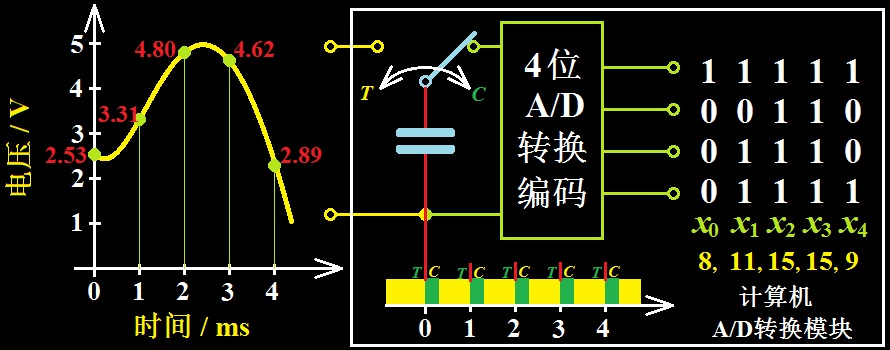 电压 / V
5
4
3
2
1
2.53
3.31
4.80
4.62
2.89
0 1 2 3 4
时间 / ms
T
C
4位
A/D
转换
编码
T C T C T C T C T C
0 1 2 3 4
1 1 1 1 1
0 0 1 1 0
0 1 1 1 0
0 1 1 1 1
x₀ x₁ x₂ x₃ x₄
8, 11, 15, 15, 9
计算机
A/D转换模块